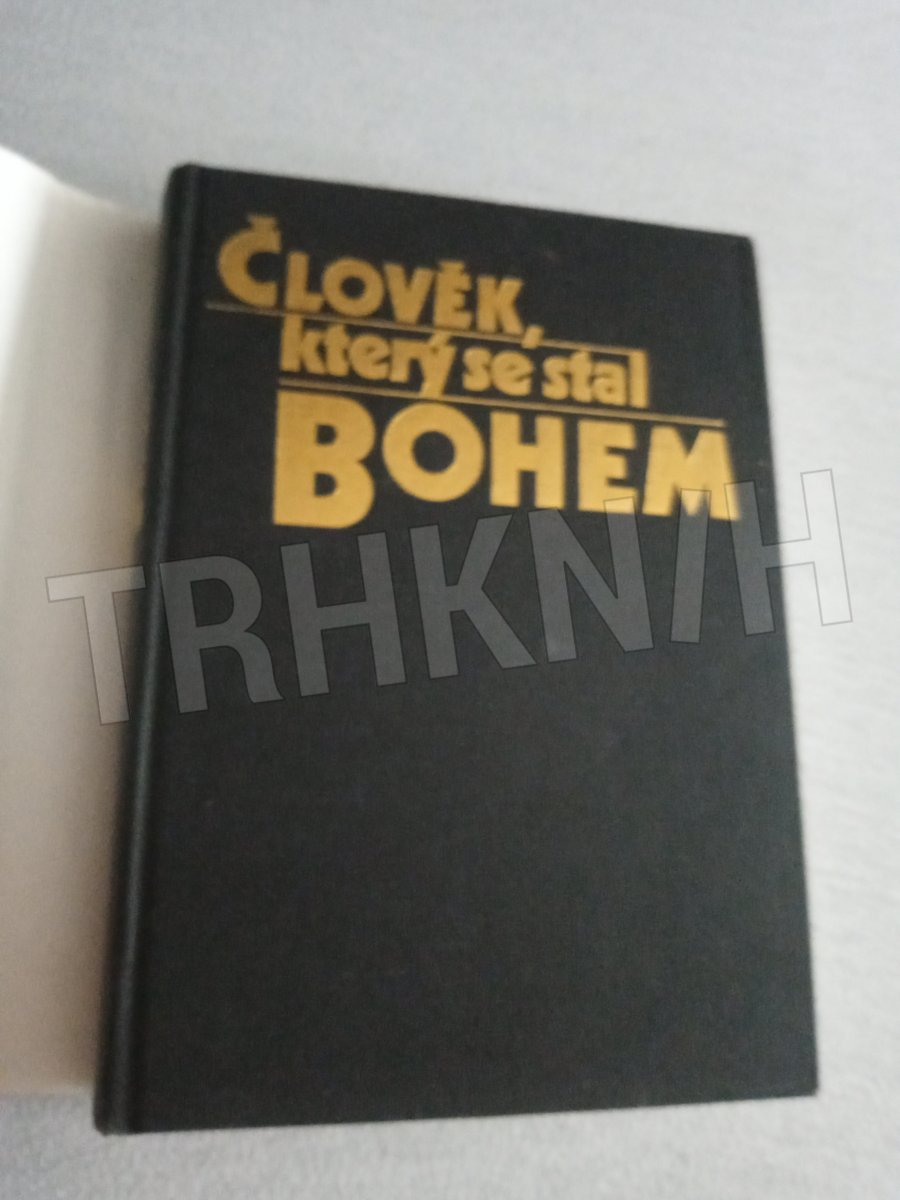 ČLOVĚK,
který se stal
BOHEM
TRHKNIH